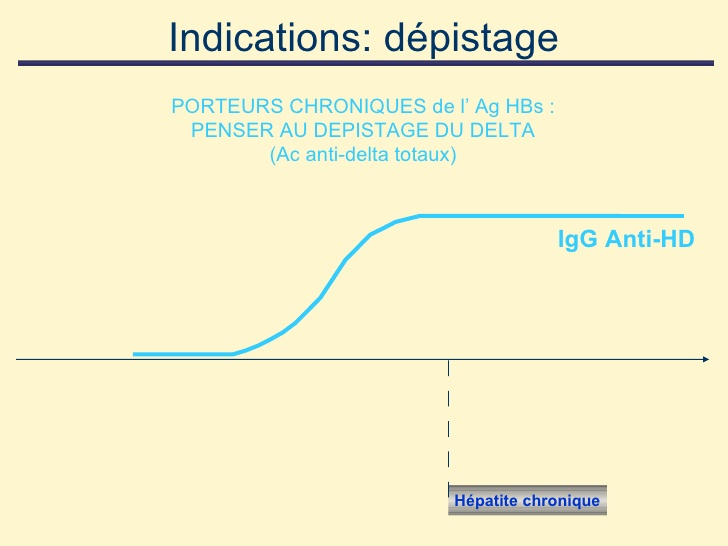 Indications: dépistage
PORTEURS CHRONIQUES de l’ Ag HBs :
PENSER AU DEPISTAGE DU DELTA
(Ac anti-delta totaux)
IgG Anti-HD
Hépatite chronique